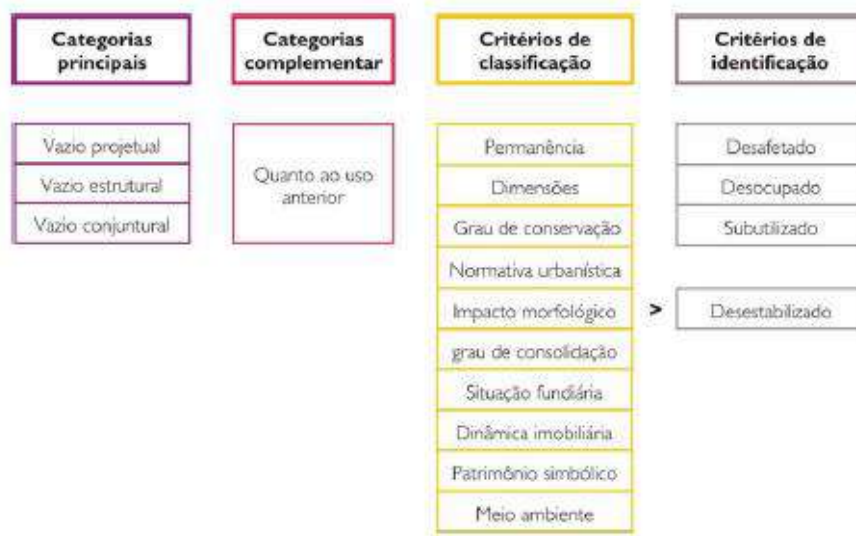 Categorias
principais
Categorias
complementar
Critérios de
classificação
Critérios de
identificação
Vazio projetual
Vazio estrutural
Vazio conjuntural
Quanto ao uso
anterior
Permanência
Dimensões
Grau de conservação
Normativa urbanística
Impacto morfológico
grau de consolidação
Situação fundiária
Dinâmica imobiliária
Patrimônio simbólico
Meio ambiente
>
Desafetado
Desocupado
Subutilizado
Desestabilizado